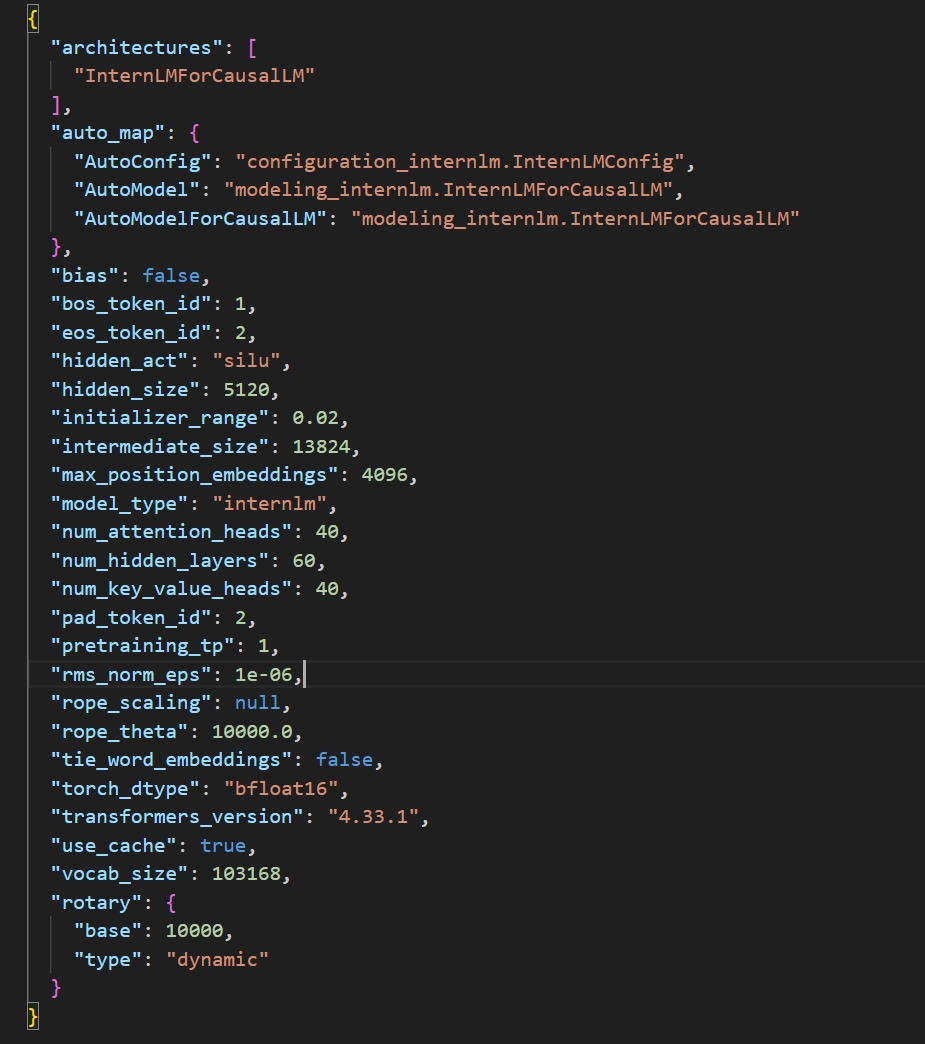 {
  "architectures": [
    "InternLMForCausalLM"
  ],
  "auto_map": {
    "AutoConfig": "configuration_internlm.InternLMConfig",
    "AutoModel": "modeling_internlm.InternLMForCausalLM",
    "AutoModelForCausalLM": "modeling_internlm.InternLMForCausalLM"
  },
  "bias": false,
  "bos_token_id": 1,
  "eos_token_id": 2,
  "hidden_act": "silu",
  "hidden_size": 5120,
  "initializer_range": 0.02,
  "intermediate_size": 13824,
  "max_position_embeddings": 4096,
  "model_type": "internlm",
  "num_attention_heads": 40,
  "num_hidden_layers": 60,
  "num_key_value_heads": 40,
  "pad_token_id": 2,
  "pretraining_tp": 1,
  "rms_norm_eps": 1e-06,
  "rope_scaling": null,
  "rope_theta": 10000.0,
  "tie_word_embeddings": false,
  "torch_dtype": "bfloat16",
  "transformers_version": "4.33.1",
  "use_cache": true,
  "vocab_size": 103168,
  "rotary": {
    "base": 10000,
    "type": "dynamic"
  }
}